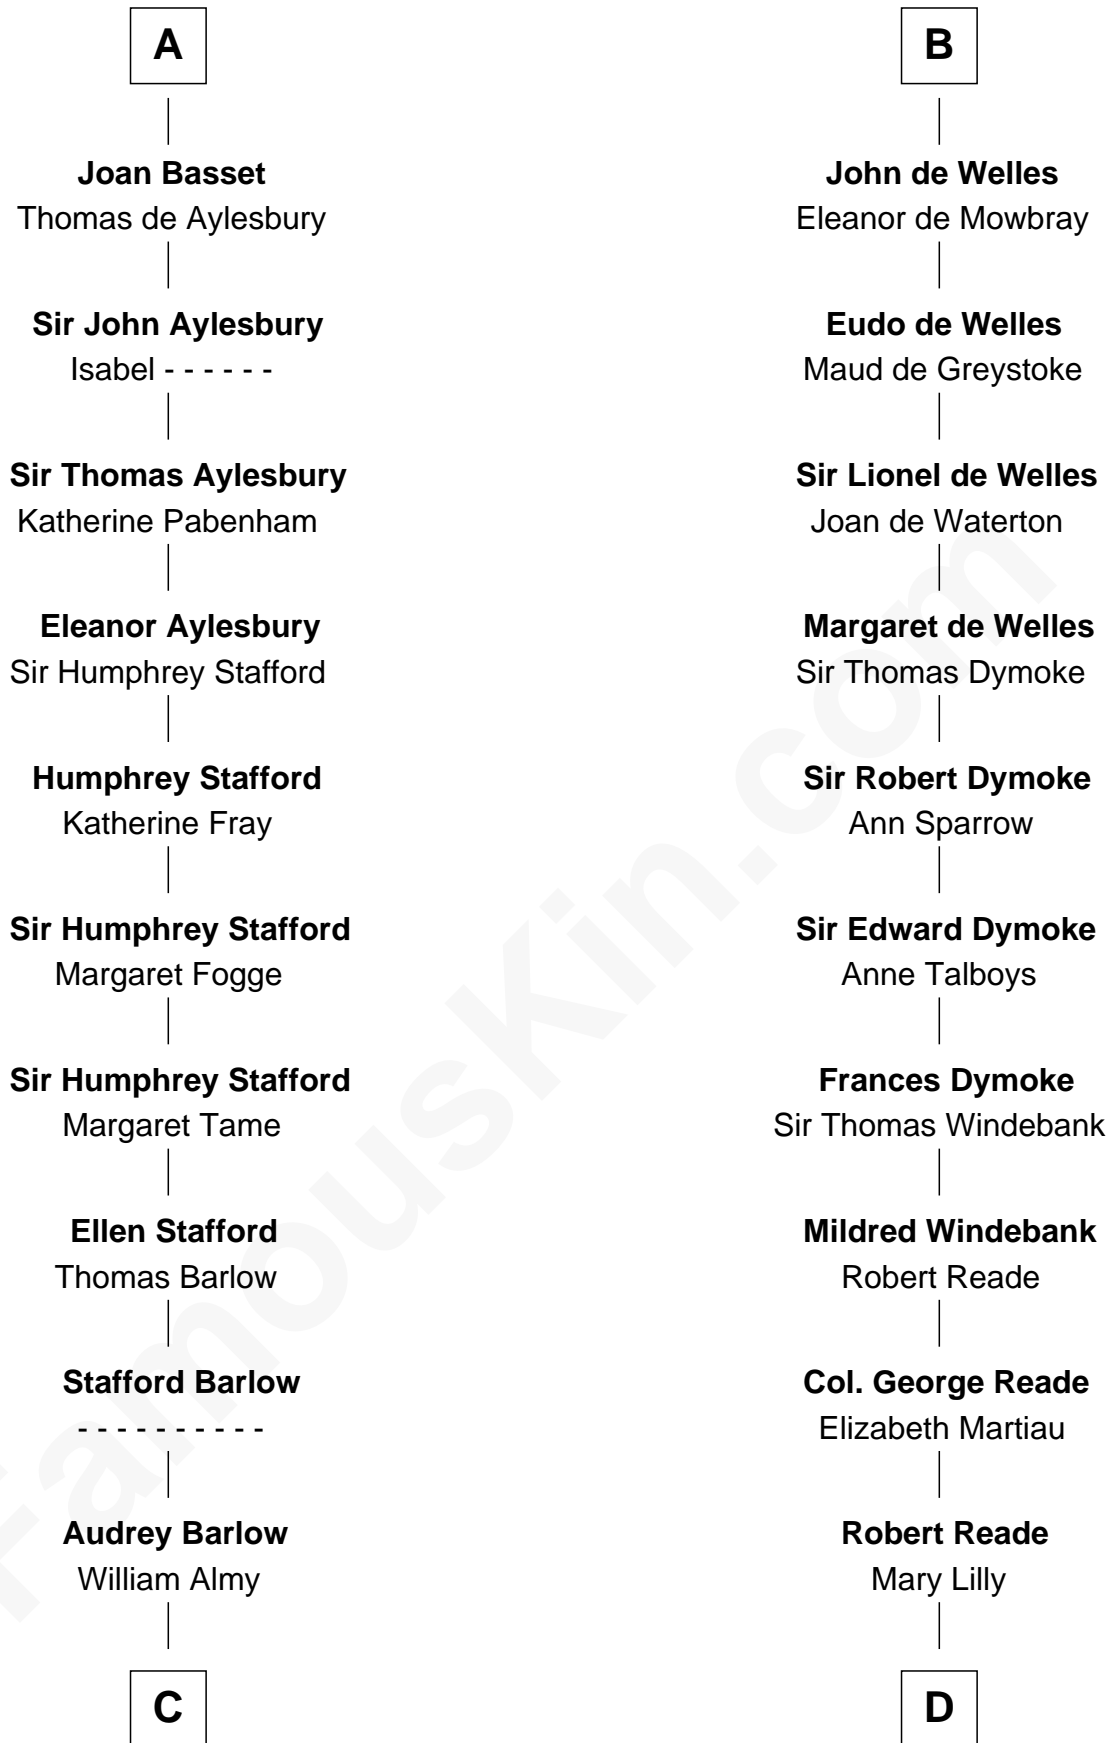 A
Joan Basset
Thomas de Aylesbury
Sir John Aylesbury
Isabel - - - - - -
Sir Thomas Aylesbury
Katherine Pabenham
Eleanor Aylesbury
Sir Humphrey Stafford
Humphrey Stafford
Katherine Fray
Sir Humphrey Stafford
Margaret Fogge
Sir Humphrey Stafford
Margaret Tame
Ellen Stafford
Thomas Barlow
Stafford Barlow
- - - - - - - - - -
Audrey Barlow
William Almy
C
B
John de Welles
Eleanor de Mowbray
Eudo de Welles
Maud de Greystoke
Sir Lionel de Welles
Joan de Waterton
Margaret de Welles
Sir Thomas Dymoke
Sir Robert Dymoke
Ann Sparrow
Sir Edward Dymoke
Anne Talboys
Frances Dymoke
Sir Thomas Windebank
Mildred Windebank
Robert Reade
Col. George Reade
Elizabeth Martiau
Robert Reade
Mary Lilly
D
FamousKin.com